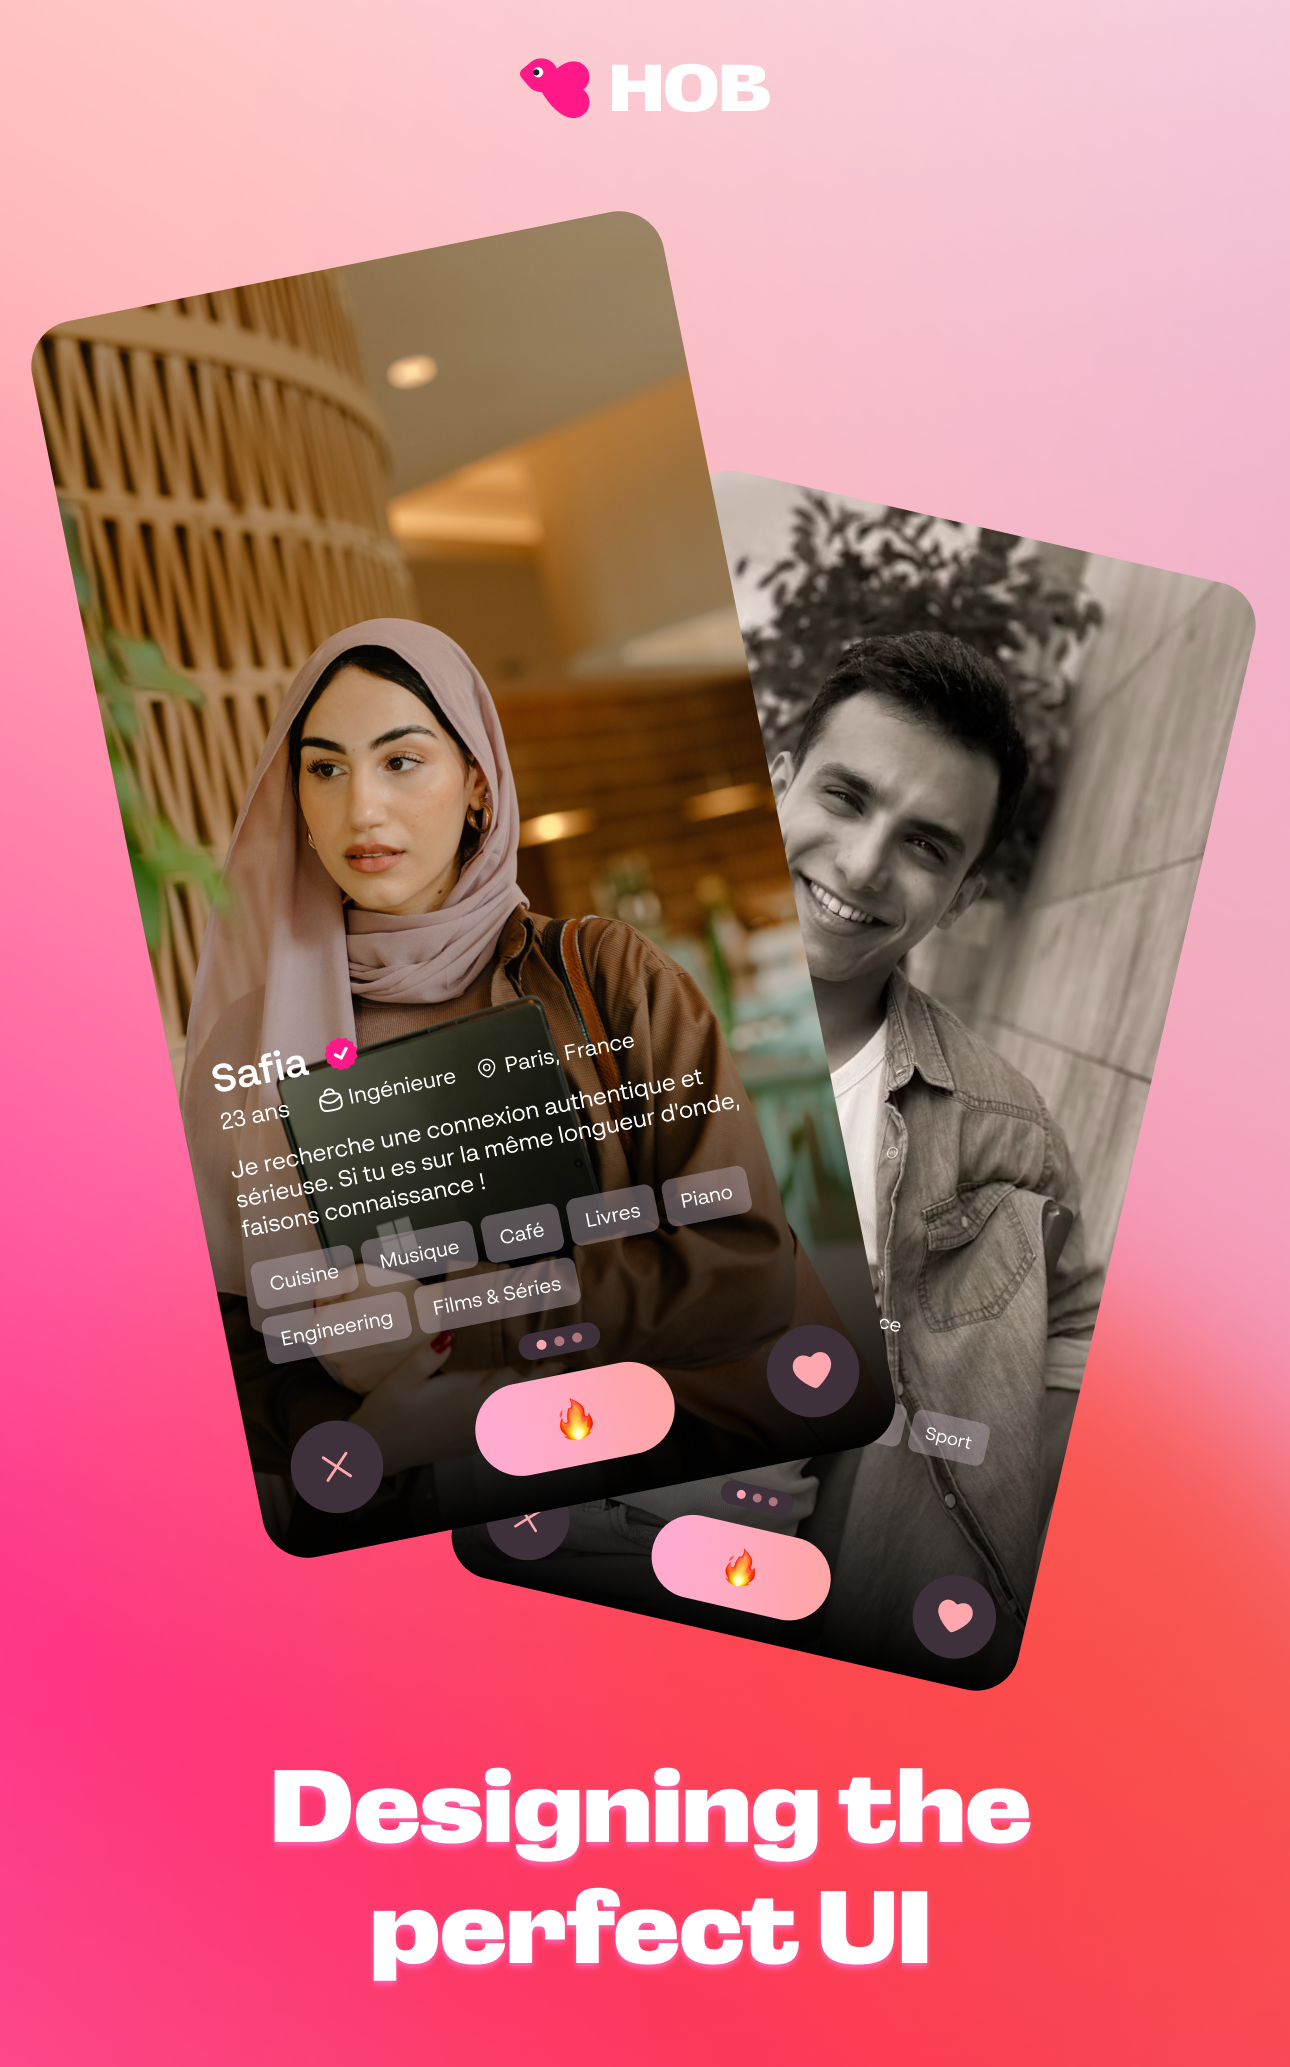 HOB
Safia
23 ans Ingénieure Paris, France
Je recherche une connexion authentique et
sérieuse. Si tu es sur la même longueur d'onde,
faisons connaissance !
Cuisine Musique Café Livres Piano
Engineering Films & Séries
ce
Sport
Designing the
perfect UI